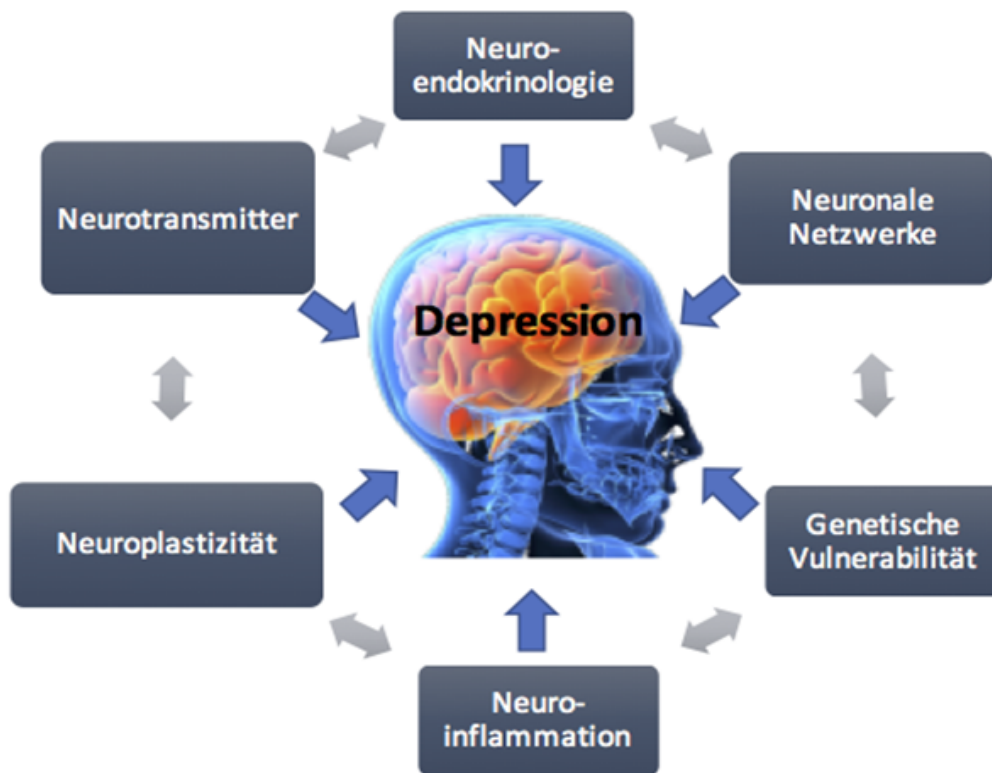 Neuro-
endokrinologie
Neurotransmitter
Neuronale
Netzwerke
Depression
Neuroplastizität
Genetische
Vulnerabilität
Neuro-
inflammation